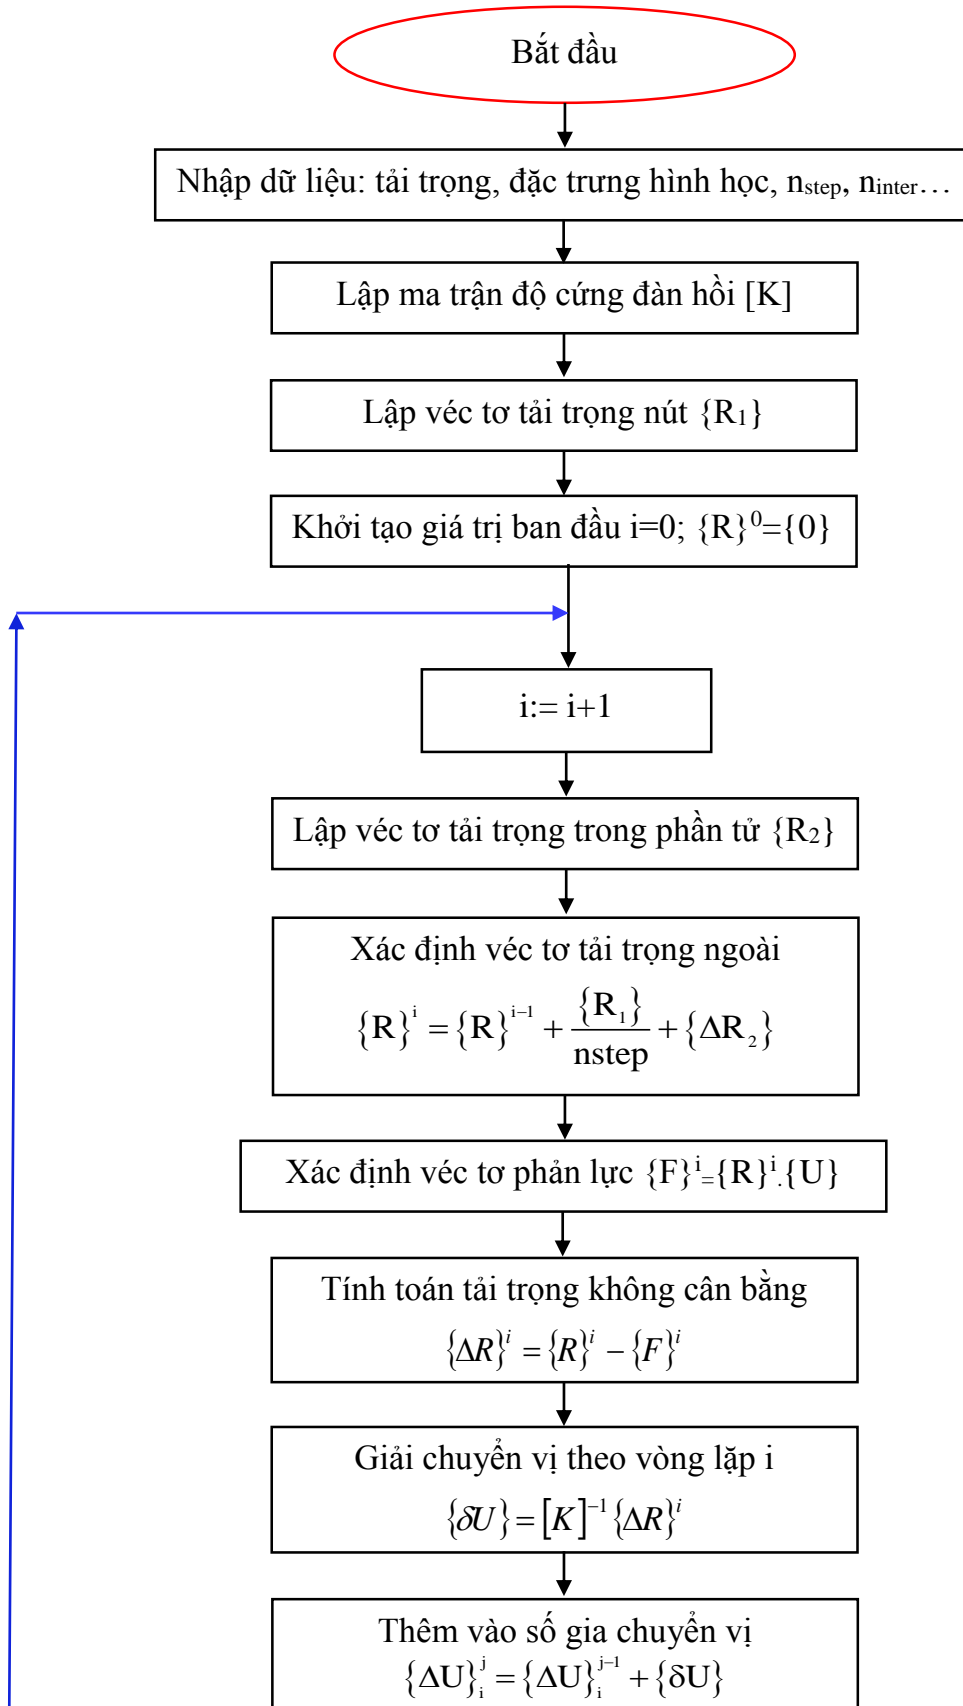 Bắt đầu
Nhập dữ liệu: tải trọng, đặc trưng hình học, n_step, n_inter…
Lập ma trận độ cứng đàn hồi [K]
Lập véc tơ tải trọng nút {R₁}
Khởi tạo giá trị ban đầu i=0; {R}⁰={0}
i:= i+1
Lập véc tơ tải trọng trong phần tử {R₂}
Xác định véc tơ tải trọng ngoài
{R}^i = {R}^{i-1} + {R₁}/nstep + {ΔR₂}
Xác định véc tơ phản lực {F}^i={R}^i.{U}
Tính toán tải trọng không cân bằng
{ΔR}^i = {R}^i − {F}^i
Giải chuyển vị theo vòng lặp i
{δU} = [K]^{-1} {ΔR}^i
Thêm vào số gia chuyển vị
{ΔU}_i^j = {ΔU}_i^{j-1} + {δU}